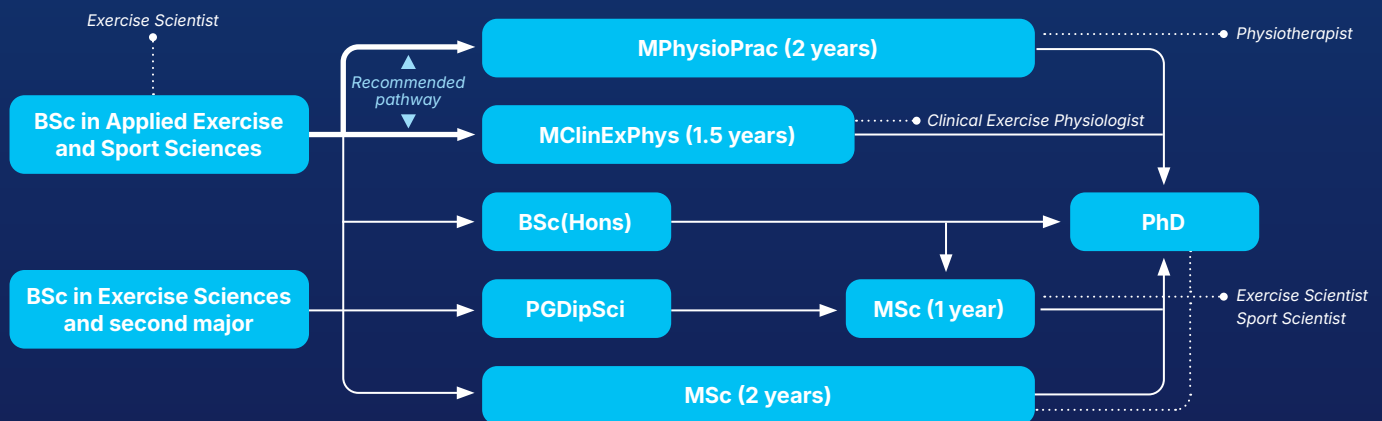 Exercise Scientist
MPhysioPrac (2 years)
Physiotherapist
Recommended
pathway
BSc in Applied Exercise
and Sport Sciences
MClinExPhys (1.5 years)
Clinical Exercise Physiologist
BSc(Hons)
PhD
BSc in Exercise Sciences
and second major
PGDipSci
MSc (1 year)
Exercise Scientist
Sport Scientist
MSc (2 years)